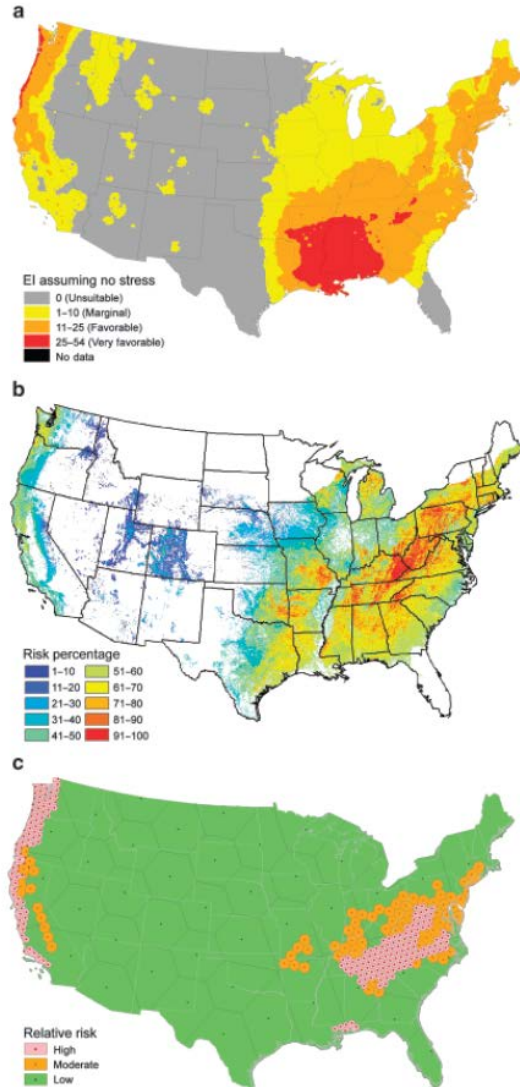 a
EI assuming no stress
0 (Unsuitable)
1–10 (Marginal)
11–25 (Favorable)
25–54 (Very favorable)
No data
b
Risk percentage
1–10 51–60
11–20 61–70
21–30 71–80
31–40 81–90
41–50 91–100
c
Relative risk
High
Moderate
Low